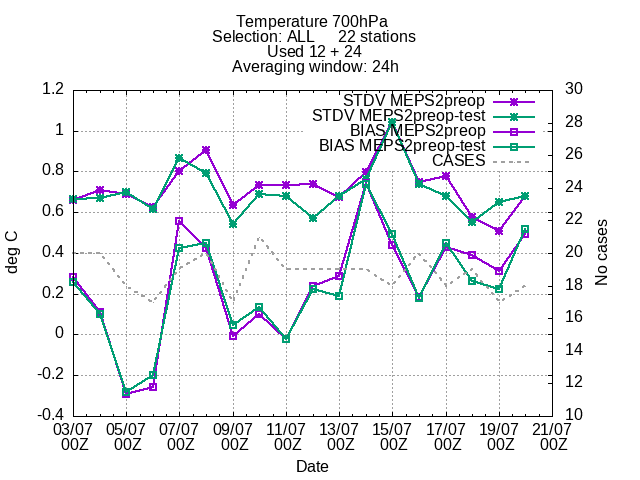 Temperature 700hPa
Selection: ALL     22 stations
Used 12 + 24
Averaging window: 24h
STDV MEPS2preop
STDV MEPS2preop-test
BIAS MEPS2preop
BIAS MEPS2preop-test
CASES
deg C
1.2
1
0.8
0.6
0.4
0.2
0
-0.2
-0.4
30
28
26
24
22
20
18
16
14
12
10
No cases
03/07 05/07 07/07 09/07 11/07 13/07 15/07 17/07 19/07 21/07
00Z 00Z 00Z 00Z 00Z 00Z 00Z 00Z 00Z 00Z
Date